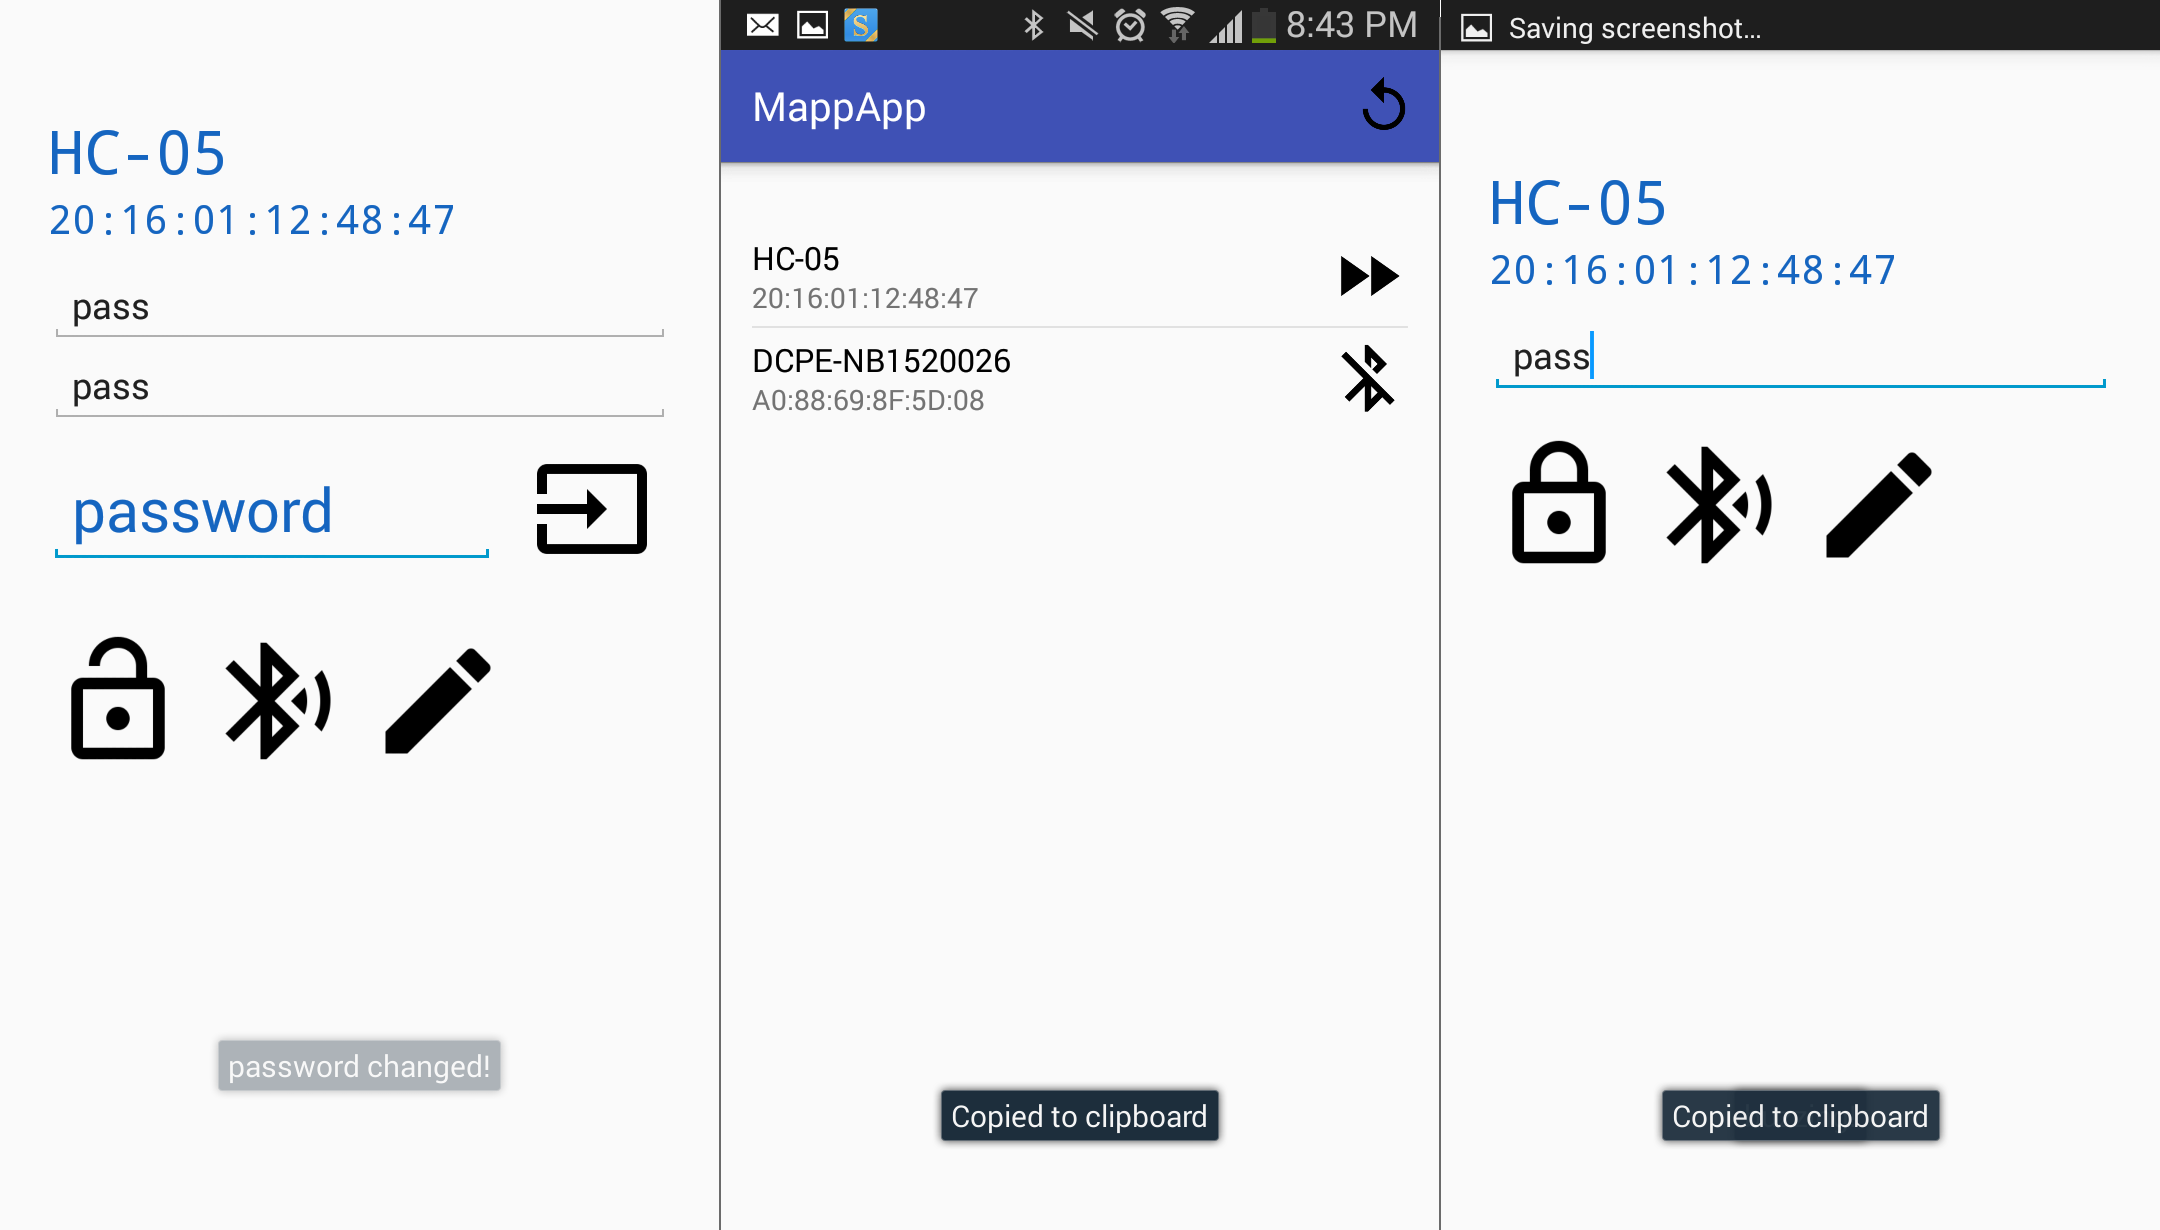 HC-05
20:16:01:12:48:47
pass
pass
password
password changed!
8:43 PM
MappApp
HC-05
20:16:01:12:48:47
DCPE-NB1520026
A0:88:69:8F:5D:08
Copied to clipboard
Saving screenshot...
HC-05
20:16:01:12:48:47
pass
Copied to clipboard